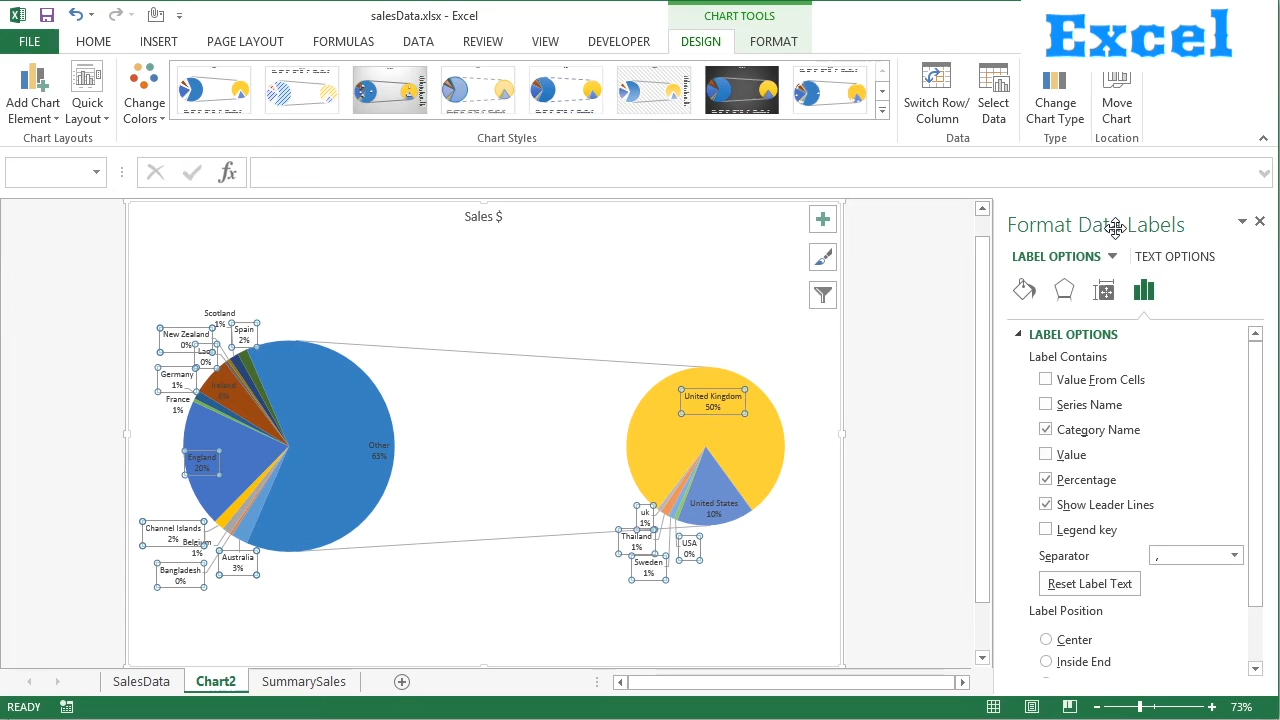 salesData.xlsx - Excel
CHART TOOLS
Excel
FILE
HOME
INSERT
PAGE LAYOUT
FORMULAS
DATA
REVIEW
VIEW
DEVELOPER
DESIGN
FORMAT
Add Chart
Element
Quick
Layout
Change
Colors
Switch Row/
Column
Select
Data
Change
Chart Type
Move
Chart
Chart Layouts
Chart Styles
Data
Type
Location
fx
Sales $
Format Data Labels
LABEL OPTIONS
TEXT OPTIONS
LABEL OPTIONS
Label Contains
Value From Cells
Series Name
Category Name
Value
Percentage
Show Leader Lines
Legend key
Separator
,
Reset Label Text
Label Position
Center
Inside End
Scotland
1%
Spain
2%
New Zealand
0%
0%
Germany
1%
Ireland
France
1%
England
20%
Other
63%
Channel Islands
2%
Belgium
1%
Australia
3%
Bangladesh
0%
United Kingdom
50%
United States
10%
uk
1%
Thailand
1%
USA
0%
Sweden
1%
SalesData
Chart2
SummarySales
READY
73%